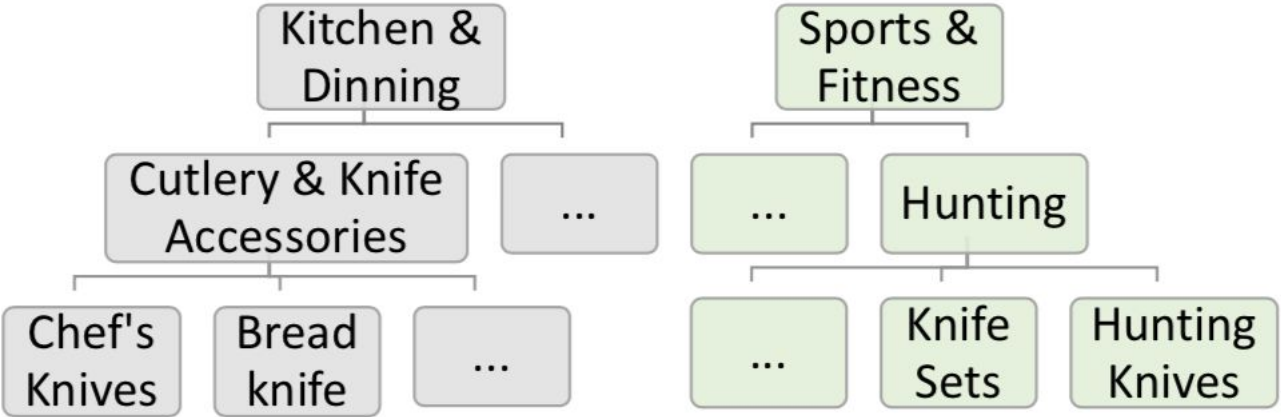 Kitchen &
Dinning
Sports &
Fitness
Cutlery & Knife
Accessories
...
...
Hunting
Chef's
Knives
Bread
knife
...
...
Knife
Sets
Hunting
Knives